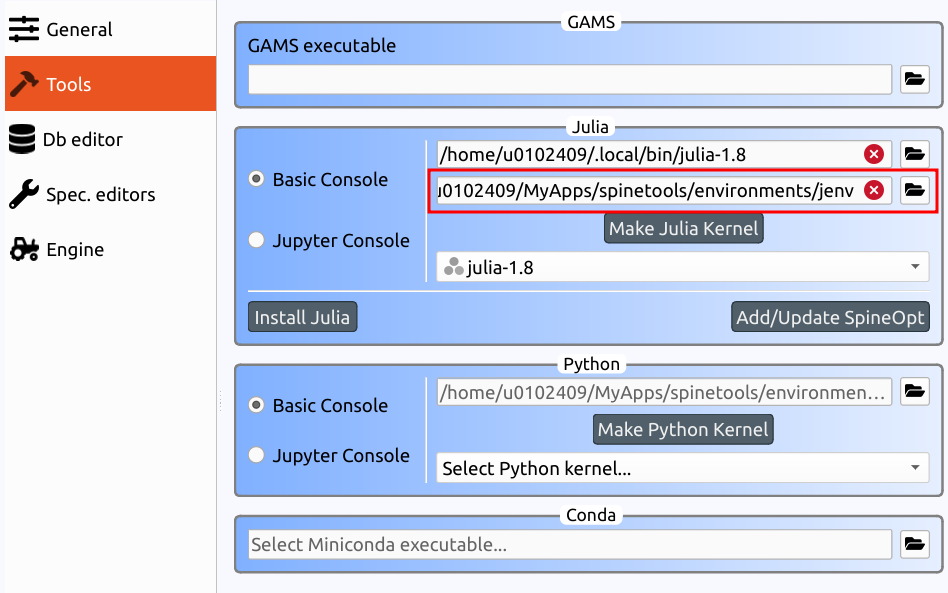 General
Tools
Db editor
Spec. editors
Engine
GAMS
GAMS executable
Julia
Basic Console
/home/u0102409/.local/bin/julia-1.8
u0102409/MyApps/spinetools/environments/jenv
Make Julia Kernel
Jupyter Console
julia-1.8
Install Julia
Add/Update SpineOpt
Python
Basic Console
/home/u0102409/MyApps/spinetools/environmen...
Make Python Kernel
Jupyter Console
Select Python kernel...
Conda
Select Miniconda executable...